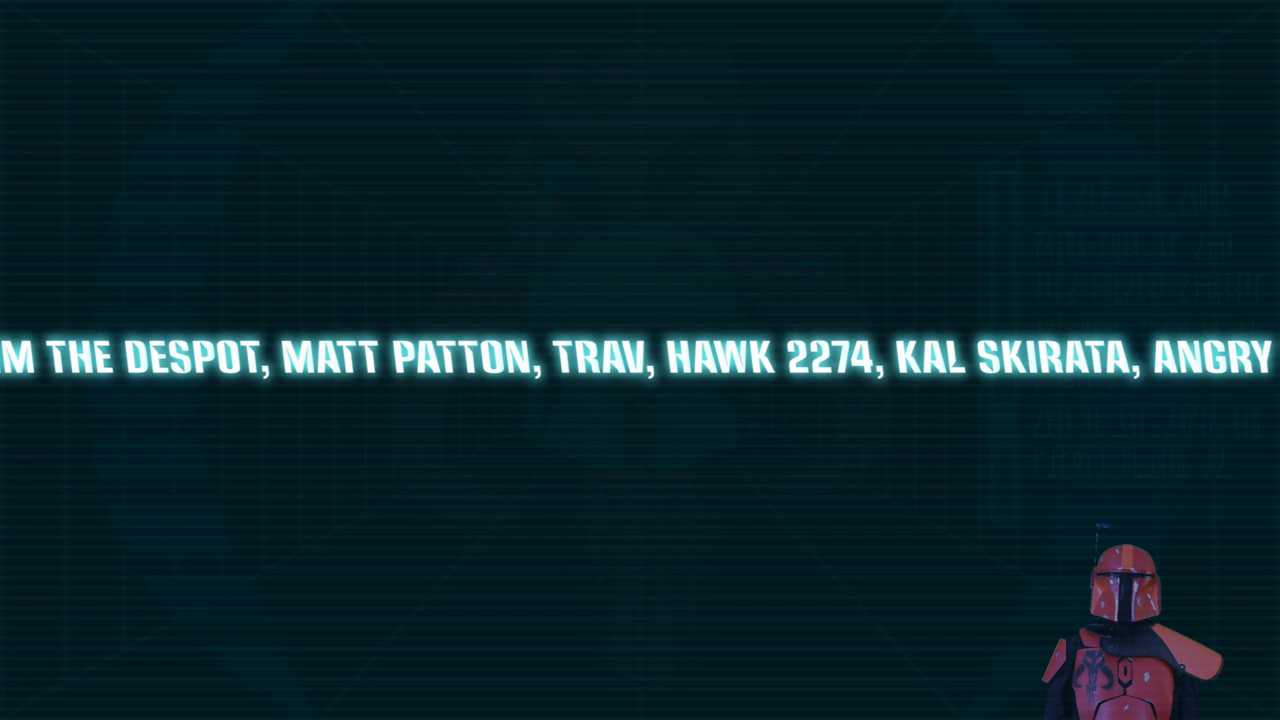 M THE DESPOT, MATT PATTON, TRAV, HAWK 2274, KAL SKIRATA, ANGRY